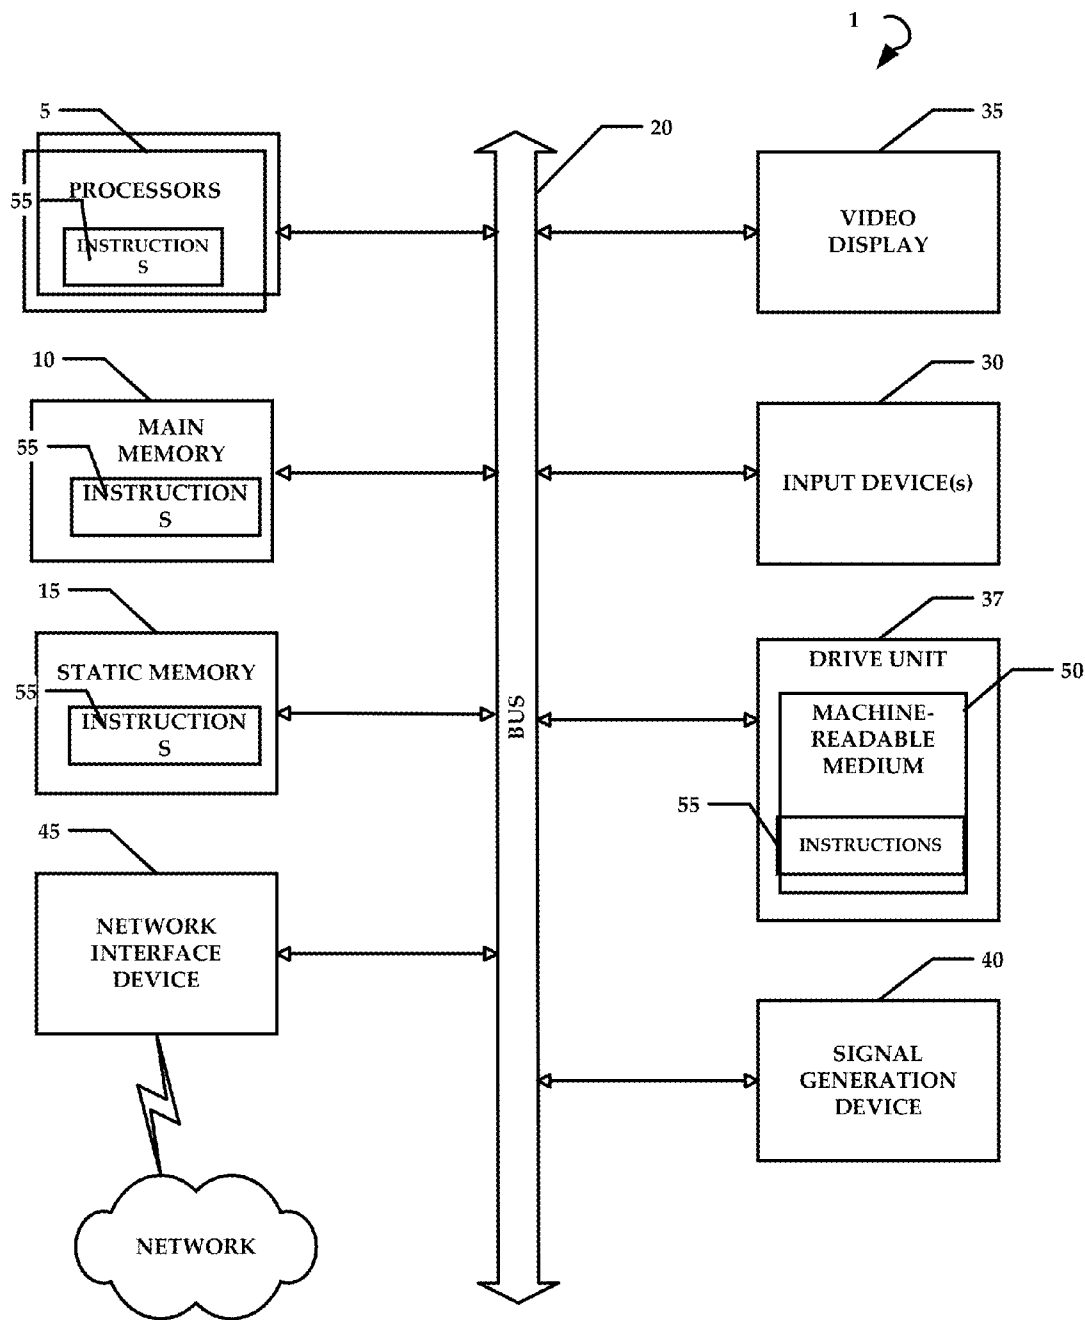 1
5
PROCESSORS
55
INSTRUCTION
S
10
MAIN
MEMORY
55
INSTRUCTION
S
15
STATIC MEMORY
55
INSTRUCTION
S
45
NETWORK
INTERFACE
DEVICE
NETWORK
20
BUS
35
VIDEO
DISPLAY
30
INPUT DEVICE(s)
37
DRIVE UNIT
50
MACHINE-
READABLE
MEDIUM
55
INSTRUCTIONS
40
SIGNAL
GENERATION
DEVICE